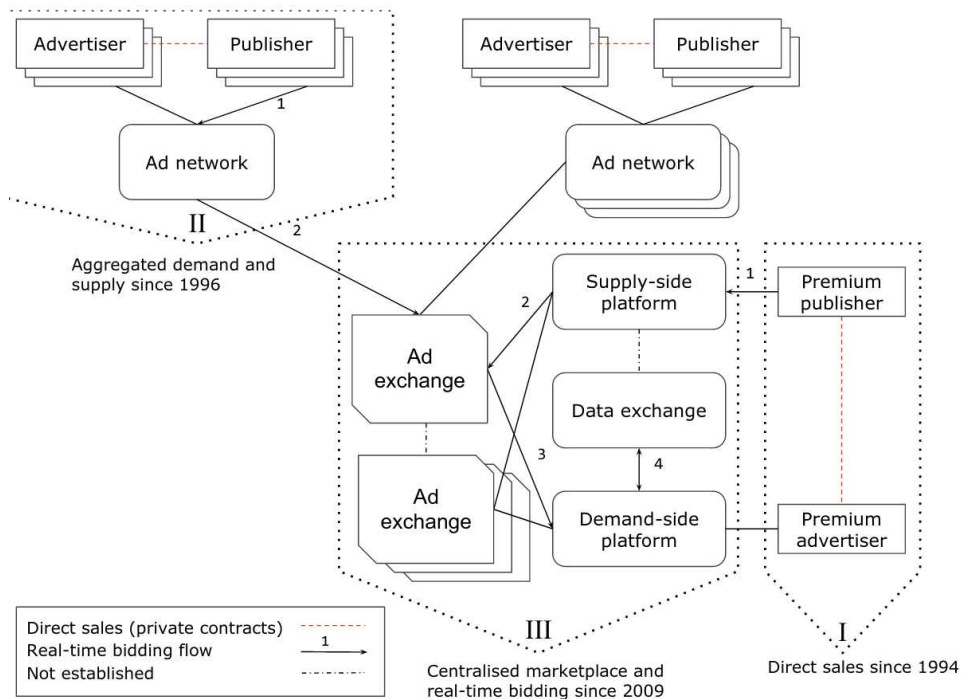 Advertiser
Publisher
Advertiser
Publisher
1
Ad network
Ad network
II
2
Aggregated demand and
supply since 1996
Supply-side
platform
1
Premium
publisher
2
Ad
exchange
Data exchange
3
4
Ad
exchange
Demand-side
platform
Premium
advertiser
Direct sales (private contracts)
Real-time bidding flow
1
Not established
III
Centralised marketplace and
real-time bidding since 2009
I
Direct sales since 1994